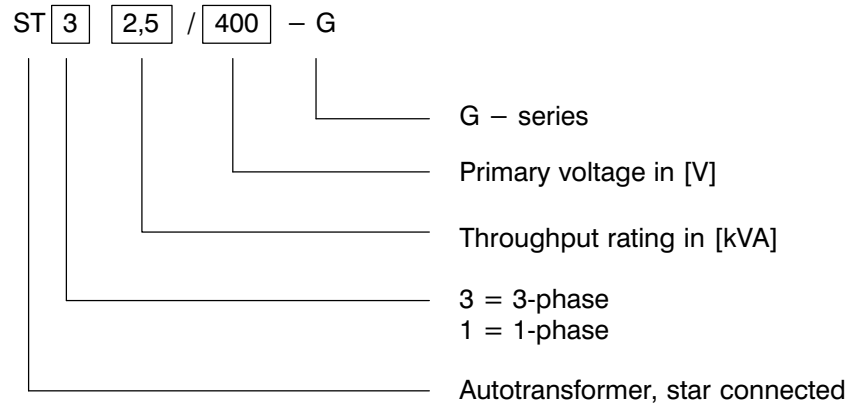 ST 3 2,5 / 400 – G
G – series
Primary voltage in [V]
Throughput rating in [kVA]
3 = 3-phase
1 = 1-phase
Autotransformer, star connected